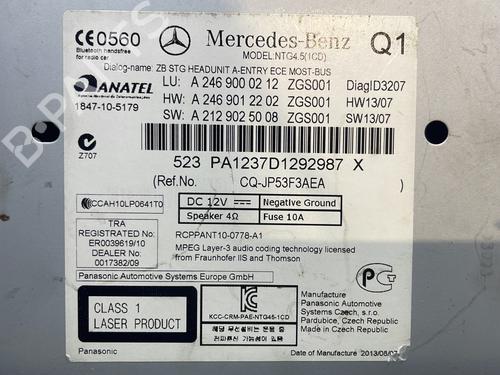 CE0560
Bluetooth handsfree
for radio car
Mercedes-Benz
MODEL:NTG4.5(1CD)
Q1
Dialog-name: ZB STG HEADUNIT A-ENTRY ECE MOST-BUS
ANATEL
1847-10-5179
LU: A 246 900 02 12 ZGS001 DiagID3207
HW: A 246 901 22 02 ZGS001 HW13/07
SW: A 212 902 50 08 ZGS001 SW13/07
Z707
523 PA1237D1292987 X
(Ref.No. CQ-JP53F3AEA )
CCAH10LP0641T0
DC 12V Negative Ground
Speaker 4Ω Fuse 10A
TRA
REGISTRATED No:
ER0039619/10
DEALER No:
0017382/09
RCPPANT10-0778-A1
MPEG Layer-3 audio coding technology licensed
from Fraunhofer IIS and Thomson
Panasonic Automotive Systems Europe GmbH
CLASS 1
LASER PRODUCT
KCC-CRM-PAE-NTG45-1CD
Manufacture
Panasonic Automotive
Systems Czech, s.r.o.
Pardubice, Czech Republic
Made in Czech Republic
Panasonic
Date of Manufacture